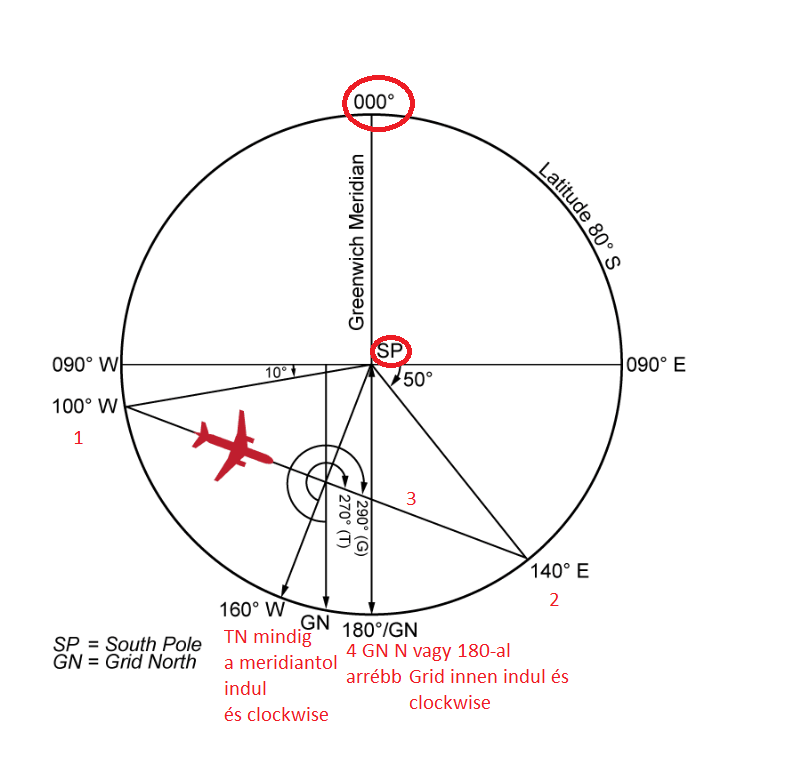 000°
Greenwich Meridian
Latitude 80° S
SP
090° W
090° E
10°
50°
100° W
1
3
290° (G)
270° (T)
140° E
2
160° W
GN
180°/GN
SP = South Pole
GN = Grid North
TN mindig
a meridiantol
indul
és clockwise
4 GN N vagy 180-al
arrébb Grid innen indul és
clockwise